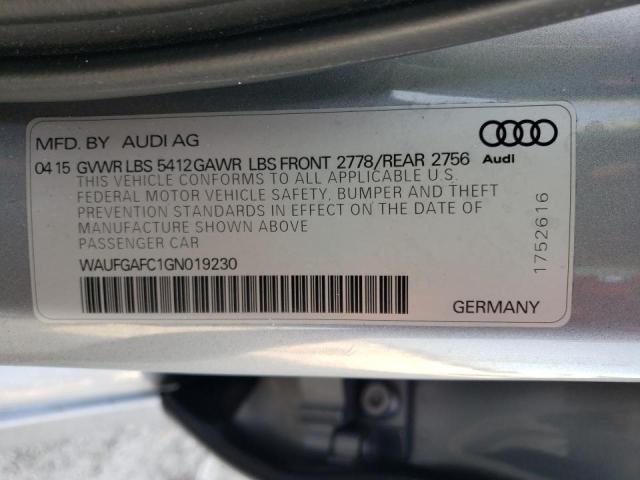 MFD. BY AUDI AG
04 15 GVWR LBS 5412 GAWR LBS FRONT 2778/REAR 2756
Audi
THIS VEHICLE CONFORMS TO ALL APPLICABLE U.S.
FEDERAL MOTOR VEHICLE SAFETY, BUMPER AND THEFT
PREVENTION STANDARDS IN EFFECT ON THE DATE OF
MANUFACTURE SHOWN ABOVE
PASSENGER CAR
WAUFGAFC1GN019230
GERMANY
1752616